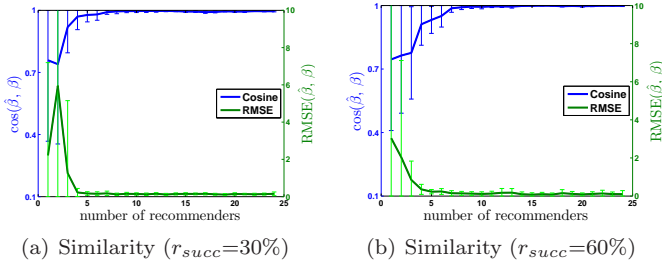 1 0.7 0.4 0.1
cos(β̂, β)
10 8 6 4 2 0
RMSE(β̂, β)
Cosine
RMSE
0 5 10 15 20 25
number of recommenders
(a) Similarity (r_succ=30%)
1 0.7 0.4 0.1
cos(β̂, β)
10 8 6 4 2 0
RMSE(β̂, β)
Cosine
RMSE
0 5 10 15 20 25
number of recommenders
(b) Similarity (r_succ=60%)